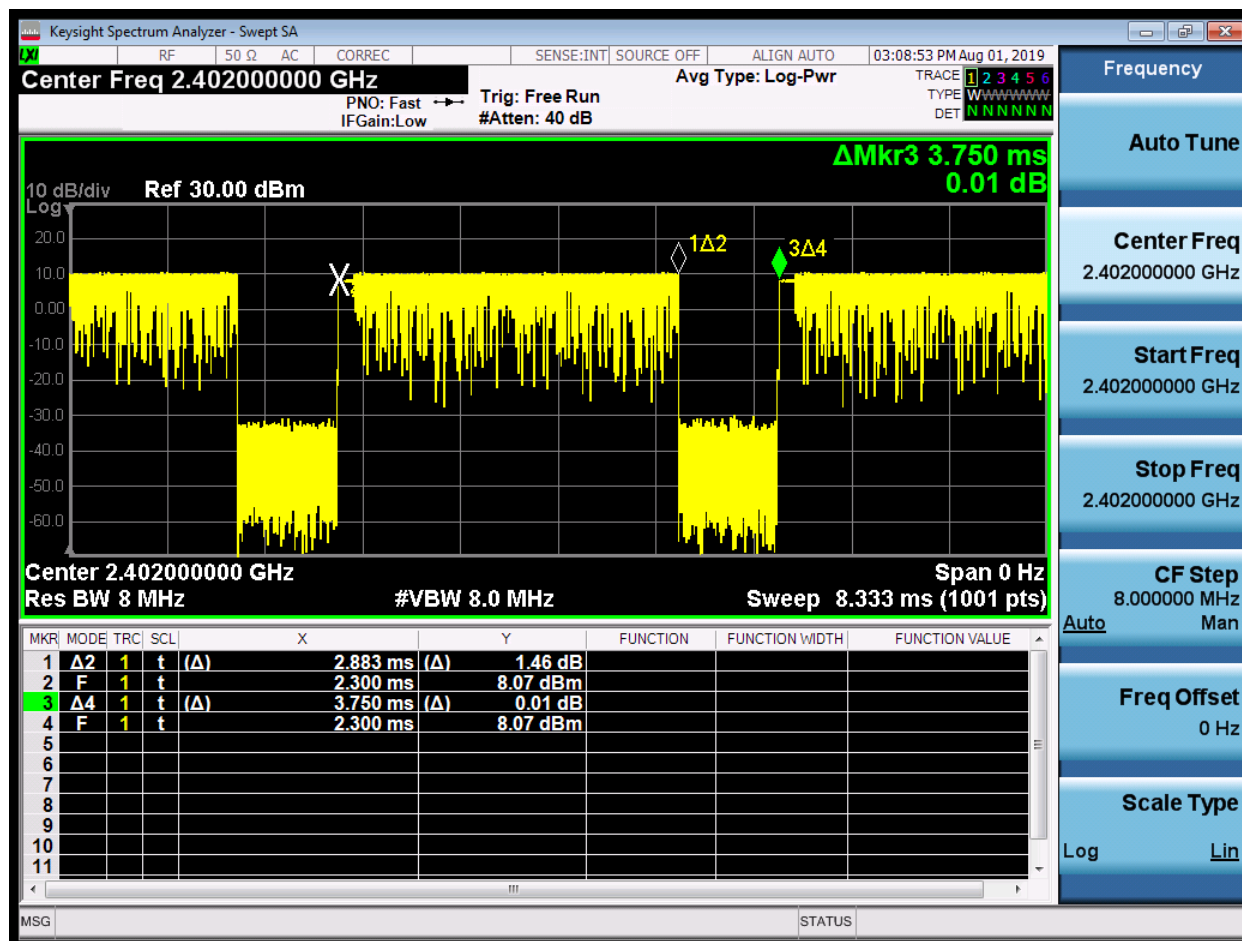 Keysight Spectrum Analyzer - Swept SA
LXI RF 50 Ω AC CORREC SENSE:INT SOURCE OFF ALIGN AUTO 03:08:53 PM Aug 01, 2019
Center Freq 2.402000000 GHz
PNO: Fast
IFGain:Low
Trig: Free Run
#Atten: 40 dB
Avg Type: Log-Pwr
TRACE 1 2 3 4 5 6
TYPE WWWWWW
DET N N N N N N
ΔMkr3 3.750 ms
0.01 dB
10 dB/div Ref 30.00 dBm
Log
20.0
10.0
0.00
-10.0
-20.0
-30.0
-40.0
-50.0
-60.0
1Δ2
3Δ4
X
Center 2.402000000 GHz Span 0 Hz
Res BW 8 MHz #VBW 8.0 MHz Sweep 8.333 ms (1001 pts)
MKR MODE TRC SCL X Y FUNCTION FUNCTION WIDTH FUNCTION VALUE
1 Δ2 1 t (Δ) 2.883 ms (Δ) 1.46 dB
2 F 1 t 2.300 ms 8.07 dBm
3 Δ4 1 t (Δ) 3.750 ms (Δ) 0.01 dB
4 F 1 t 2.300 ms 8.07 dBm
5
6
7
8
9
10
11
MSG STATUS
Frequency
Auto Tune
Center Freq
2.402000000 GHz
Start Freq
2.402000000 GHz
Stop Freq
2.402000000 GHz
CF Step
8.000000 MHz
Auto Man
Freq Offset
0 Hz
Scale Type
Log Lin